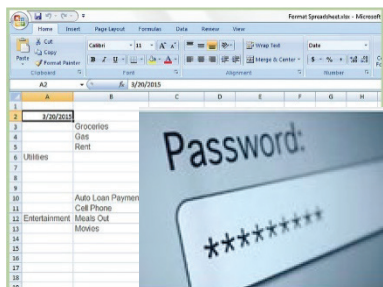 Format Spreadsheet.xlsx - Microsoft
Home Insert Page Layout Formulas Data Review View
Cut
Copy
Format Painter
Paste
Calibri 11 A A
B I U
Wrap Text
Merge & Center
Date
$ % ,
Clipboard Font Alignment Number
A2 fx 3/20/2015
A B C D E F G H
1
2 3/20/2015
3 Groceries
4 Gas
5 Rent
6 Utilities
7
8
9
10 Auto Loan Paymen
11 Cell Phone
12 Entertainment Meals Out
13 Movies
14
15
16
17
18
Password:
*********